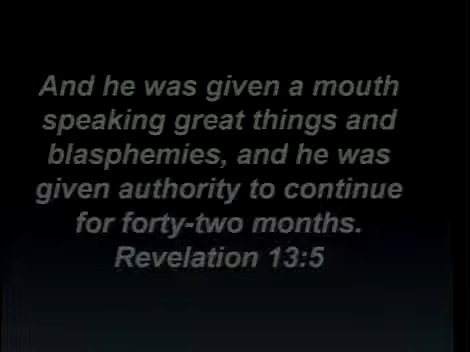 And he was given a mouth
speaking great things and
blasphemies, and he was
given authority to continue
for forty-two months.
Revelation 13:5